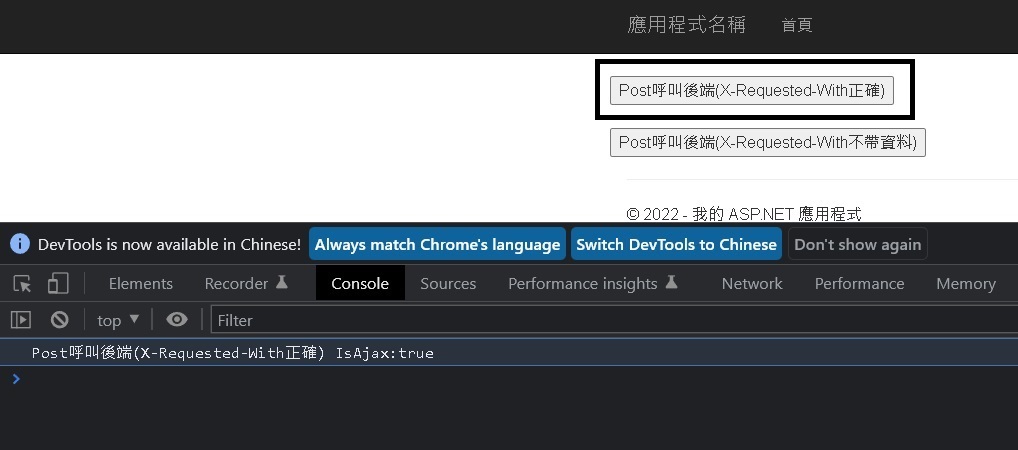 應用程式名稱 首頁
Post呼叫後端(X-Requested-With正確)
Post呼叫後端(X-Requested-With不帶資料)
© 2022 - 我的 ASP.NET 應用程式
DevTools is now available in Chinese! Always match Chrome's language Switch DevTools to Chinese Don't show again
Elements Recorder Console Sources Performance insights Network Performance Memory
top Filter
Post呼叫後端(X-Requested-With正確) IsAjax:true